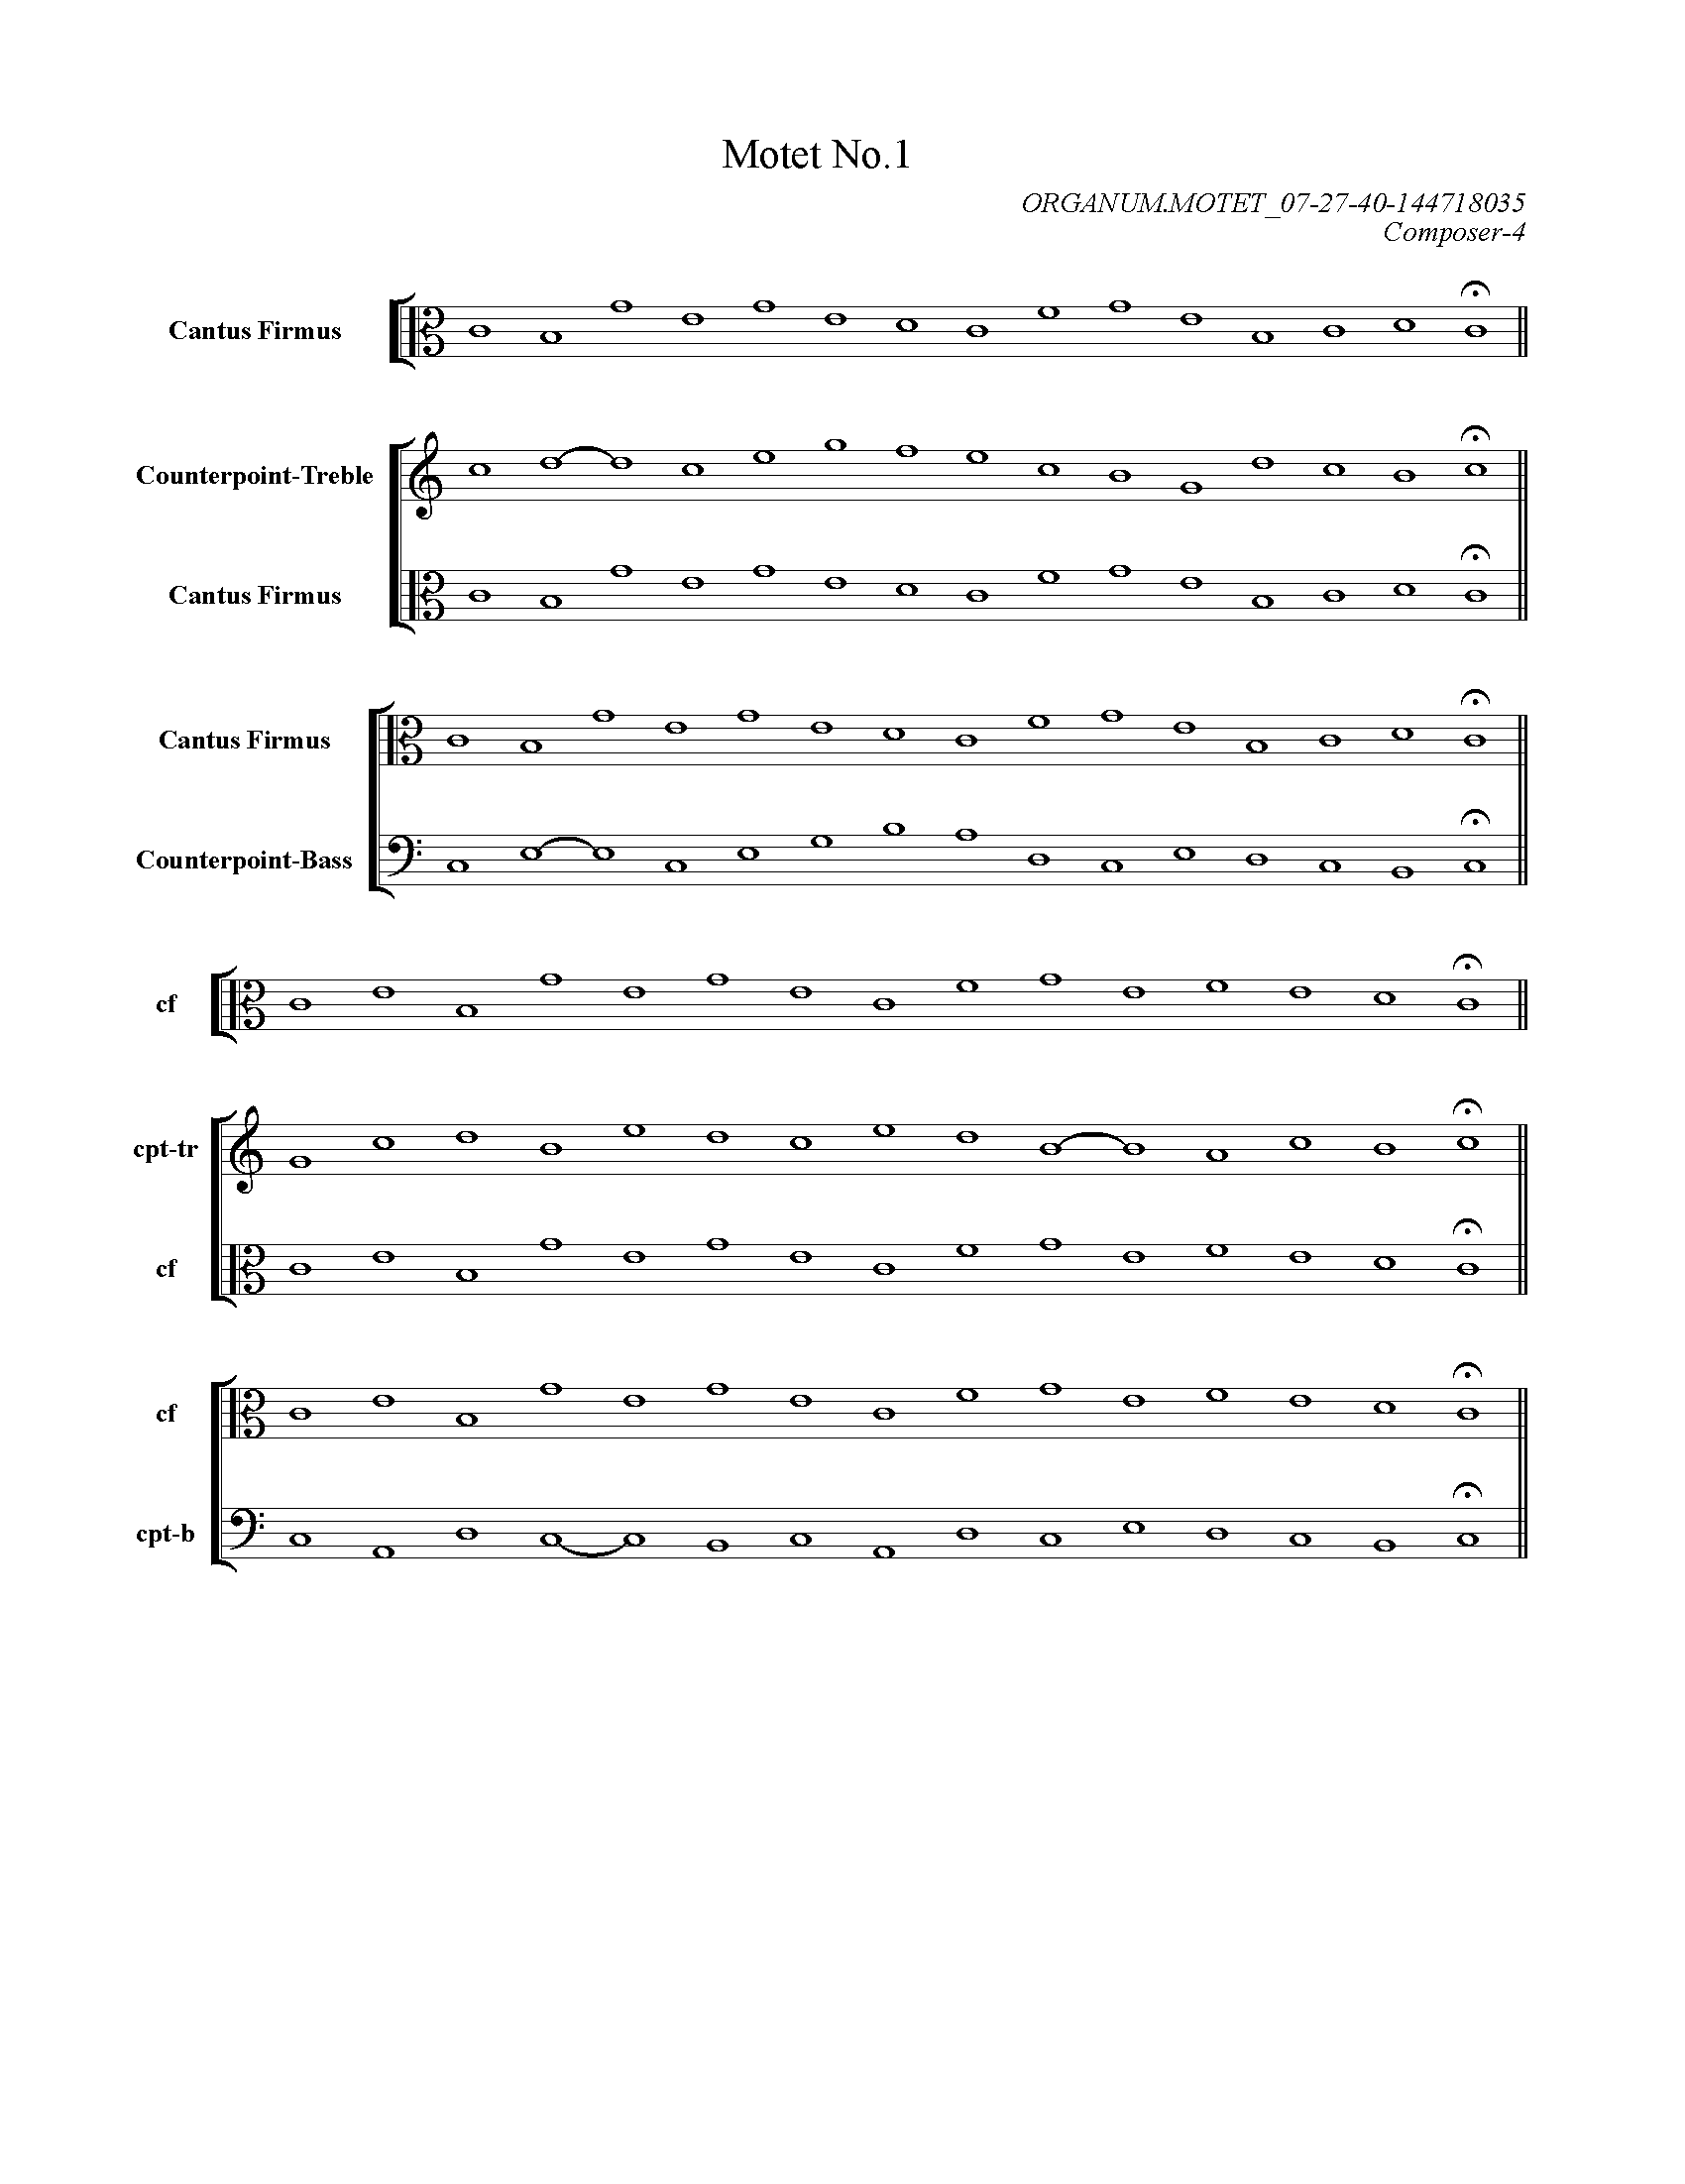 Motet No.1
ORGANUM.MOTET_07-27-40-144718035
Composer-4
Cantus Firmus
Counterpoint-Treble
Cantus Firmus
Cantus Firmus
Counterpoint-Bass
cf
cpt-tr
cf
cf
cpt-b